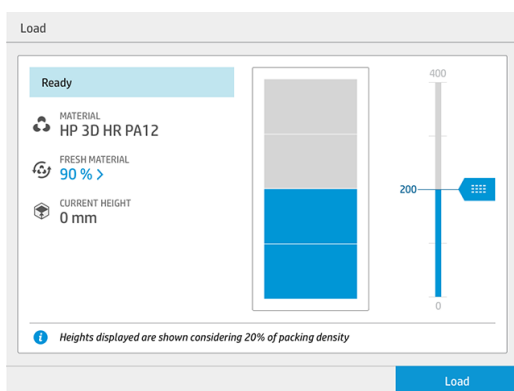 Load
Ready
MATERIAL
HP 3D HR PA12
FRESH MATERIAL
90 % >
CURRENT HEIGHT
0 mm
400
200
0
Heights displayed are shown considering 20% of packing density
Load